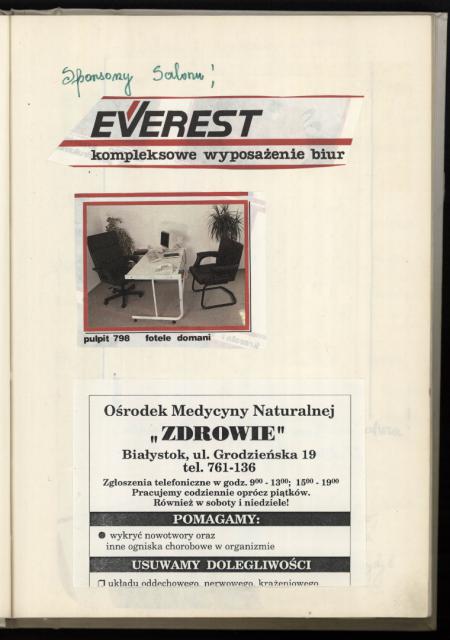 Sponsorzy Salonu!
EVEREST
kompleksowe wyposażenie biur
pulpit 798 fotele domani
Ośrodek Medycyny Naturalnej
„ZDROWIE"
Białystok, ul. Grodzieńska 19
tel. 761-136
Zgłoszenia telefoniczne w godz. 9⁰⁰ - 13⁰⁰; 15⁰⁰ - 19⁰⁰
Pracujemy codziennie oprócz piątków.
Również w soboty i niedziele!
POMAGAMY:
● wykryć nowotwory oraz
inne ogniska chorobowe w organizmie
USUWAMY DOLEGLIWOŚCI
❒ układu oddechowego, nerwowego, krążeniowego